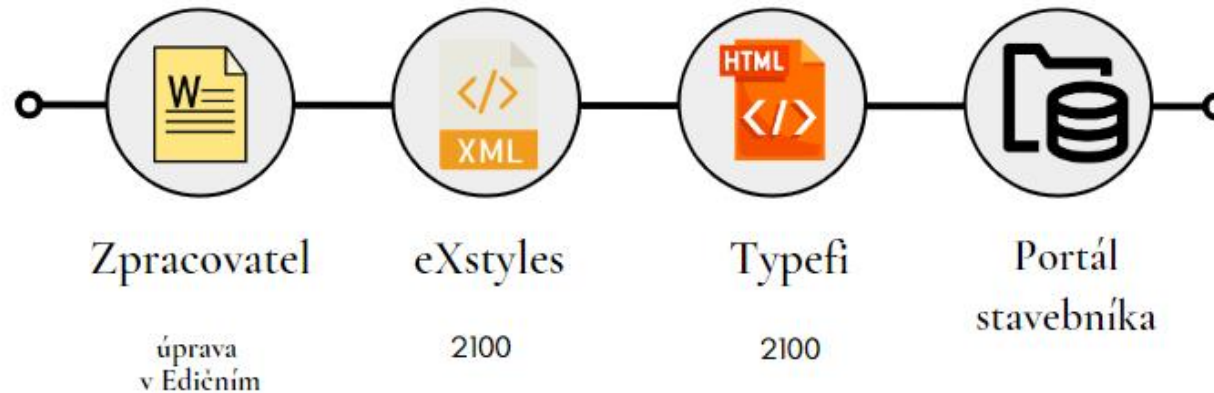 W
XML
HTML
Zpracovatel
eXstyles
Typefi
Portál
stavebníka
úprava
v Edičním
2100
2100